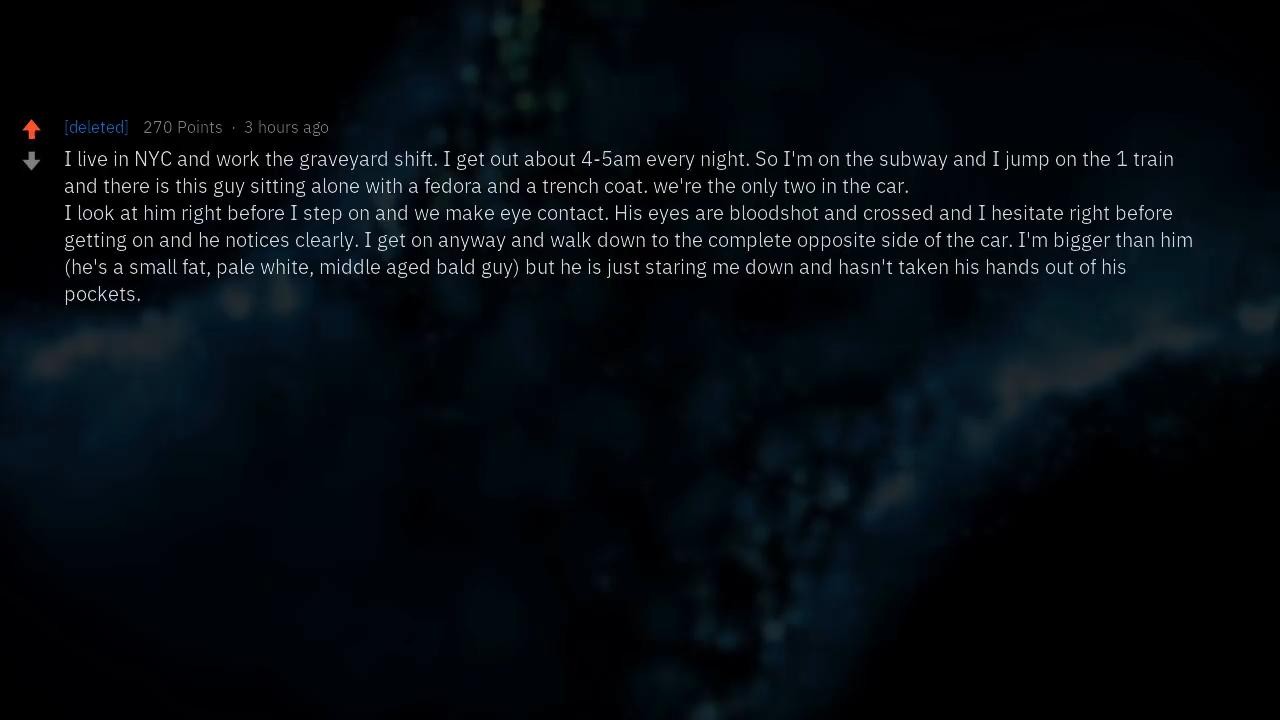 [deleted] 270 Points · 3 hours ago
I live in NYC and work the graveyard shift. I get out about 4-5am every night. So I'm on the subway and I jump on the 1 train
and there is this guy sitting alone with a fedora and a trench coat. we're the only two in the car.
I look at him right before I step on and we make eye contact. His eyes are bloodshot and crossed and I hesitate right before
getting on and he notices clearly. I get on anyway and walk down to the complete opposite side of the car. I'm bigger than him
(he's a small fat, pale white, middle aged bald guy) but he is just staring me down and hasn't taken his hands out of his
pockets.